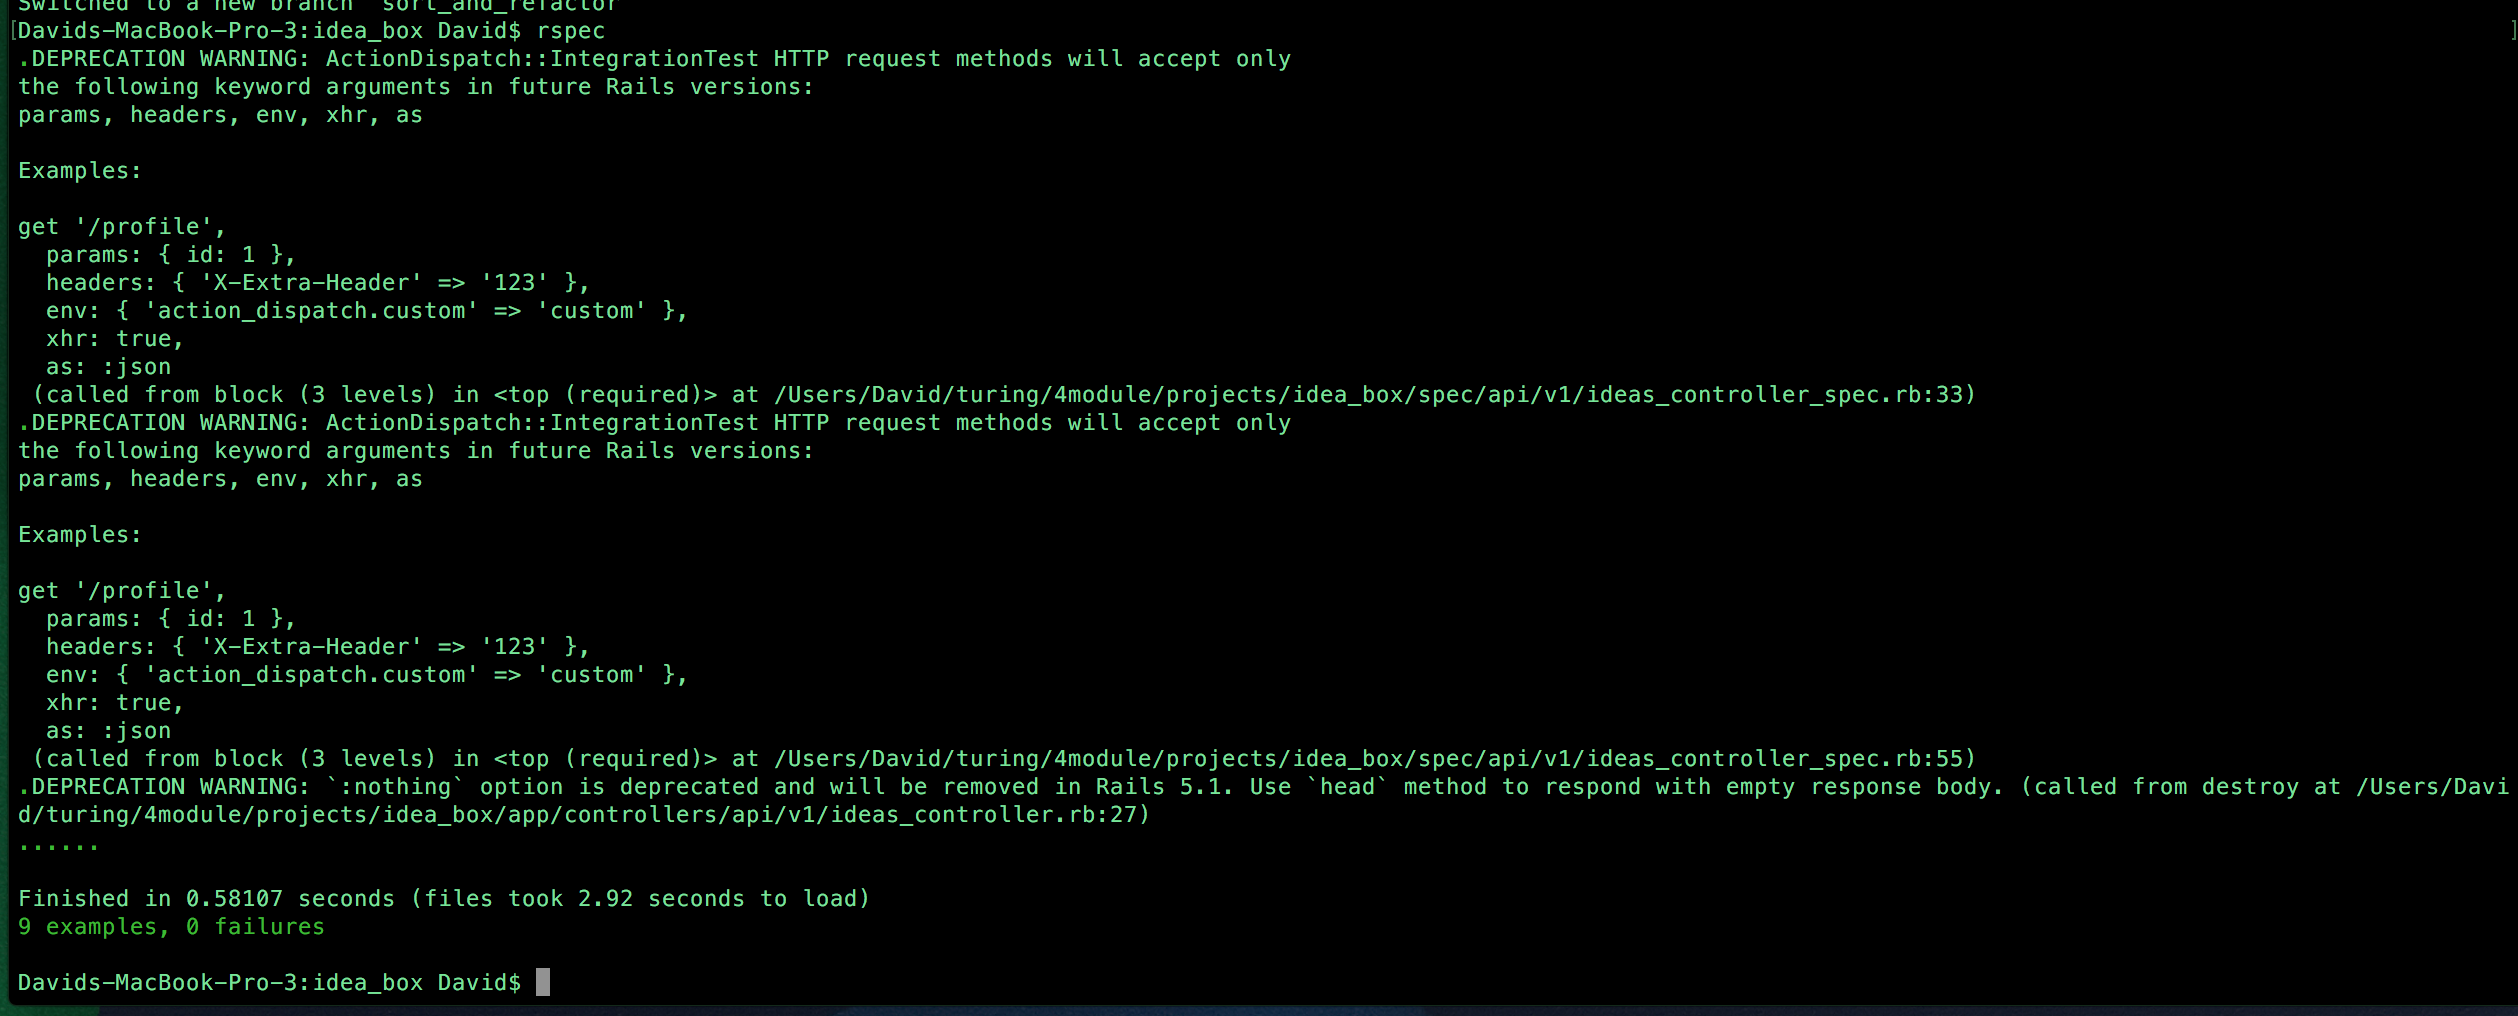 Switched to a new branch 'sort_and_refactor'
[Davids-MacBook-Pro-3:idea_box David$ rspec ]
.DEPRECATION WARNING: ActionDispatch::IntegrationTest HTTP request methods will accept only
the following keyword arguments in future Rails versions:
params, headers, env, xhr, as
Examples:
get '/profile',
  params: { id: 1 },
  headers: { 'X-Extra-Header' => '123' },
  env: { 'action_dispatch.custom' => 'custom' },
  xhr: true,
  as: :json
 (called from block (3 levels) in <top (required)> at /Users/David/turing/4module/projects/idea_box/spec/api/v1/ideas_controller_spec.rb:33)
.DEPRECATION WARNING: ActionDispatch::IntegrationTest HTTP request methods will accept only
the following keyword arguments in future Rails versions:
params, headers, env, xhr, as
Examples:
get '/profile',
  params: { id: 1 },
  headers: { 'X-Extra-Header' => '123' },
  env: { 'action_dispatch.custom' => 'custom' },
  xhr: true,
  as: :json
 (called from block (3 levels) in <top (required)> at /Users/David/turing/4module/projects/idea_box/spec/api/v1/ideas_controller_spec.rb:55)
.DEPRECATION WARNING: `:nothing` option is deprecated and will be removed in Rails 5.1. Use `head` method to respond with empty response body. (called from destroy at /Users/Davi
d/turing/4module/projects/idea_box/app/controllers/api/v1/ideas_controller.rb:27)
......
Finished in 0.58107 seconds (files took 2.92 seconds to load)
9 examples, 0 failures
Davids-MacBook-Pro-3:idea_box David$